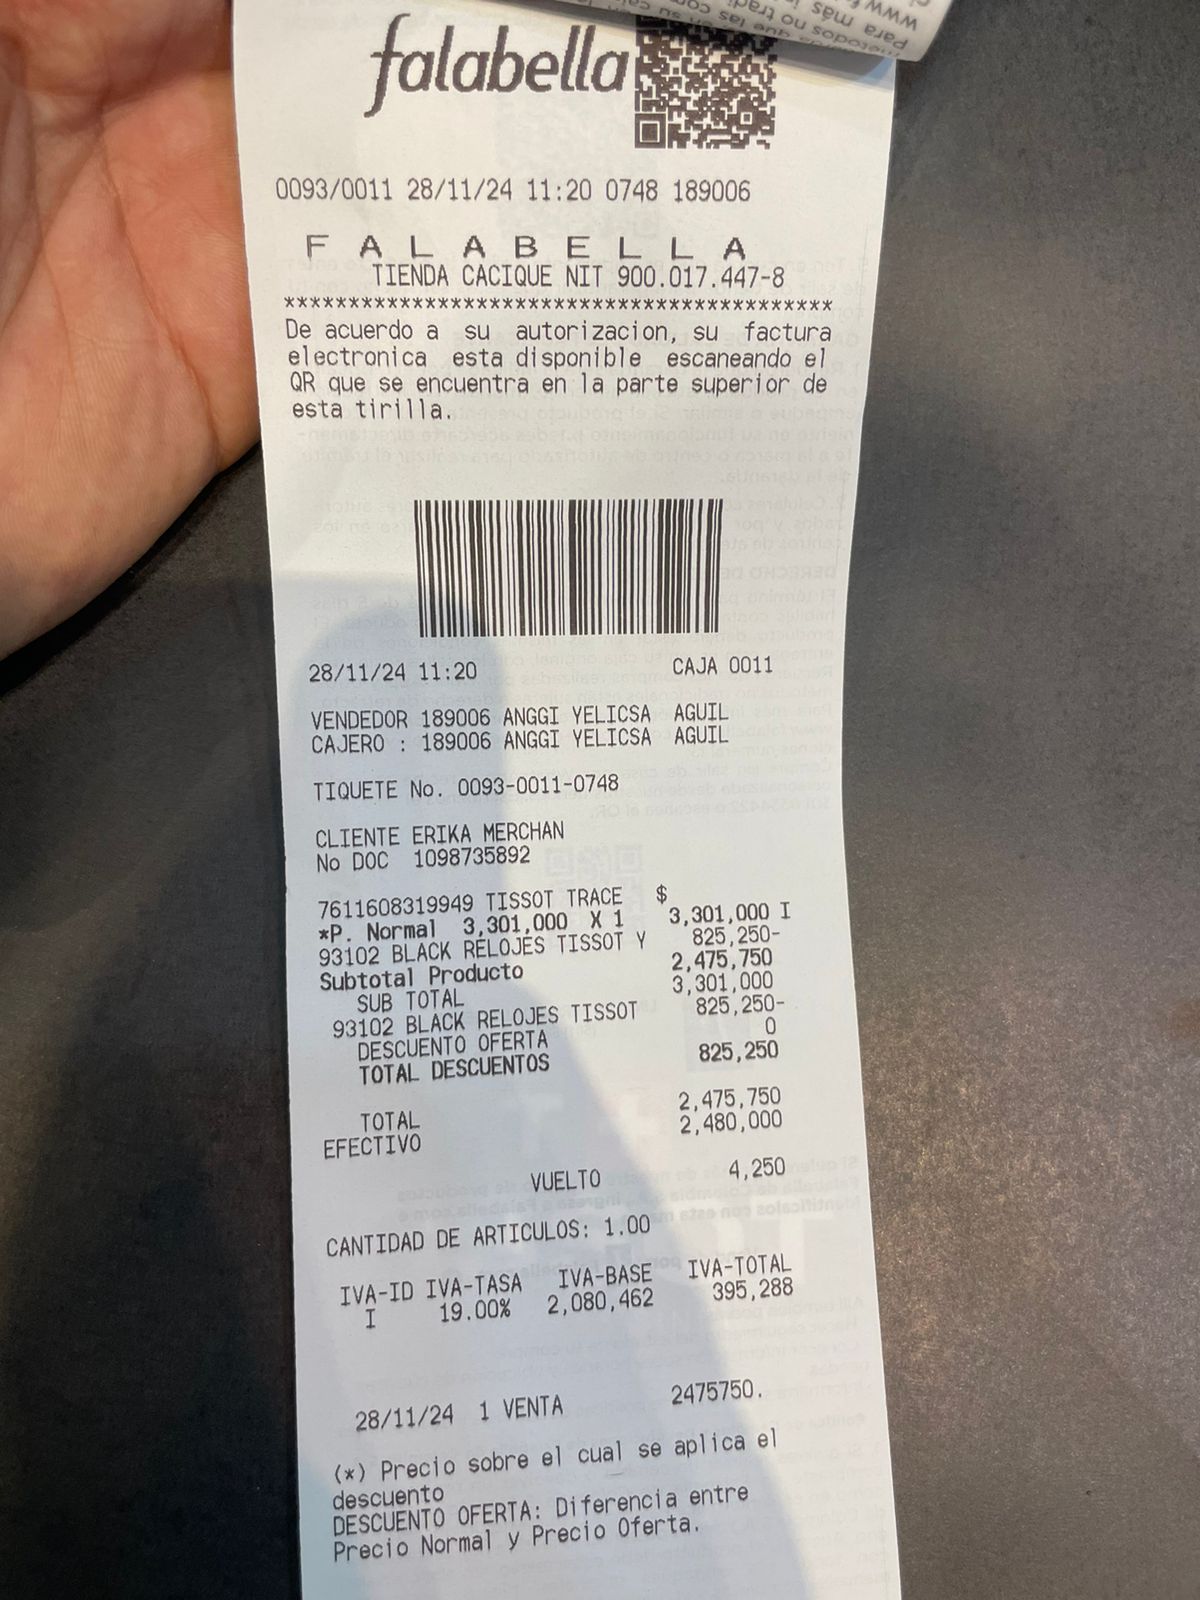 falabella
0093/0011 28/11/24 11:20 0748 189006
F A L A B E L L A
TIENDA CACIQUE NIT 900.017.447-8
*******************************************
De acuerdo a su autorizacion, su factura
electronica esta disponible escaneando el
QR que se encuentra en la parte superior de
esta tirilla.
28/11/24 11:20 CAJA 0011
VENDEDOR 189006 ANGGI YELICSA AGUIL
CAJERO : 189006 ANGGI YELICSA AGUIL
TIQUETE No. 0093-0011-0748
CLIENTE ERIKA MERCHAN
No DOC 1098735892
7611608319949 TISSOT TRACE $
*P. Normal 3,301,000 X 1 3,301,000 I
93102 BLACK RELOJES TISSOT Y 825,250-
Subtotal Producto 2,475,750
SUB TOTAL 3,301,000
93102 BLACK RELOJES TISSOT 825,250-
DESCUENTO OFERTA 0
TOTAL DESCUENTOS 825,250
TOTAL 2,475,750
EFECTIVO 2,480,000
VUELTO 4,250
CANTIDAD DE ARTICULOS: 1.00
IVA-ID IVA-TASA IVA-BASE IVA-TOTAL
I 19.00% 2,080,462 395,288
28/11/24 1 VENTA 2475750.
(*) Precio sobre el cual se aplica el
descuento
DESCUENTO OFERTA: Diferencia entre
Precio Normal y Precio Oferta.